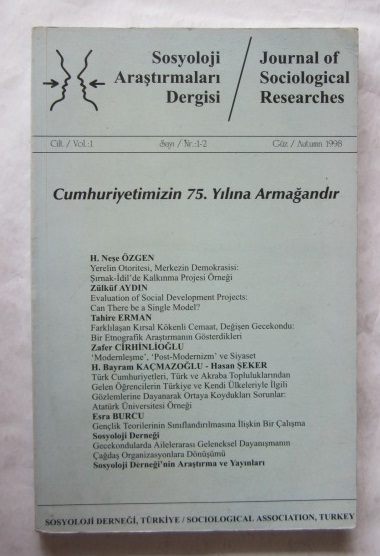 Sosyoloji
Araştırmaları
Dergisi
/
Journal of
Sociological
Researches
Cilt / Vol.:1
Sayı / Nr.:1-2
Güz / Autumn 1998
Cumhuriyetimizin 75. Yılına Armağandır
H. Neşe ÖZGEN
Yerelin Otoritesi, Merkezin Demokrasisi:
Şırnak-İdil'de Kalkınma Projesi Örneği
Zülküf AYDIN
Evaluation of Social Development Projects:
Can There be a Single Model?
Tahire ERMAN
Farklılaşan Kırsal Kökenli Cemaat, Değişen Gecekondu:
Bir Etnografik Araştırmanın Gösterdikleri
Zafer CİRHİNLİOĞLU
'Modernleşme', 'Post-Modernizm' ve Siyaset
H. Bayram KAÇMAZOĞLU - Hasan ŞEKER
Türk Cumhuriyetleri, Türk ve Akraba Topluluklarından
Gelen Öğrencilerin Türkiye ve Kendi Ülkeleriyle İlgili
Gözlemlerine Dayanarak Ortaya Koydukları Sorunlar:
Atatürk Üniversitesi Örneği
Esra BURCU
Gençlik Teorilerinin Sınıflandırılmasına İlişkin Bir Çalışma
Sosyoloji Derneği
Gecekondularda Ailelerarası Geleneksel Dayanışmanın
Çağdaş Organizasyonlara Dönüşümü
Sosyoloji Derneği'nin Araştırma ve Yayınları
SOSYOLOJİ DERNEĞİ, TÜRKİYE / SOCIOLOGICAL ASSOCIATION, TURKEY